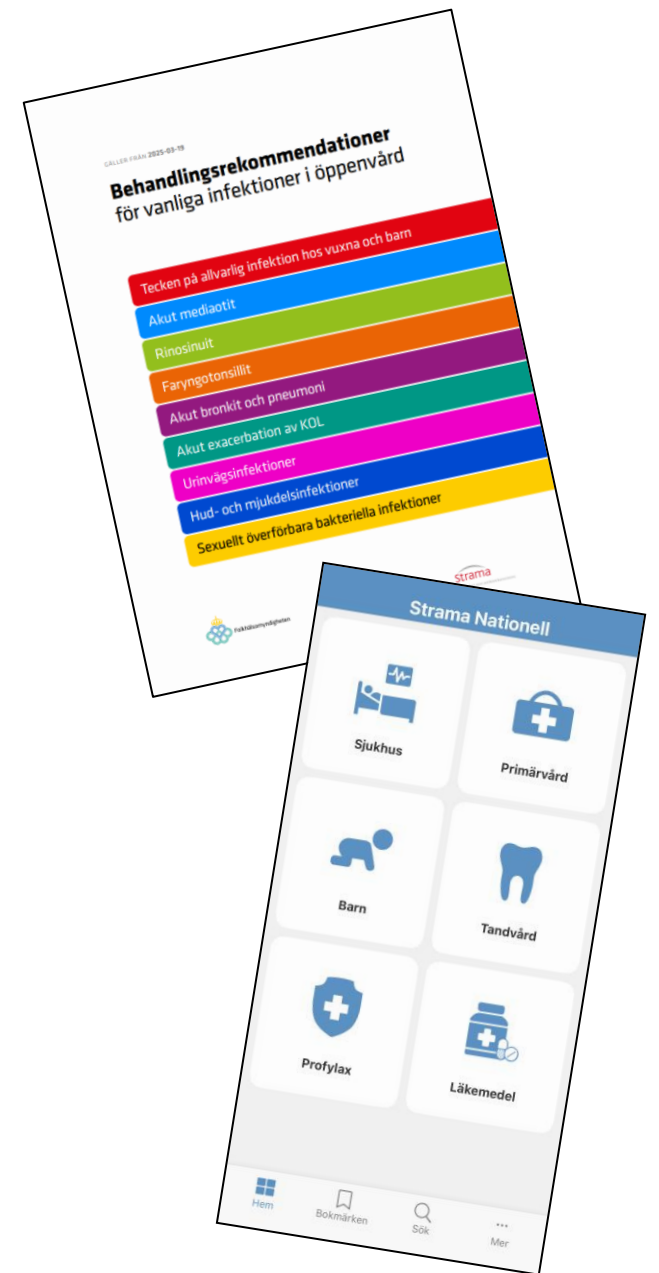 GÄLLER FRÅN 2025-03-19
Behandlingsrekommendationer
för vanliga infektioner i öppenvård
Tecken på allvarlig infektion hos vuxna och barn
Akut mediaotit
Rinosinuit
Faryngotonsillit
Akut bronkit och pneumoni
Akut exacerbation av KOL
Urinvägsinfektioner
Hud- och mjukdelsinfektioner
Sexuellt överförbara bakteriella infektioner
Folkhälsomyndigheten
strama
Strama Nationell
Sjukhus
Primärvård
Barn
Tandvård
Profylax
Läkemedel
Hem
Bokmärken
Sök
Mer